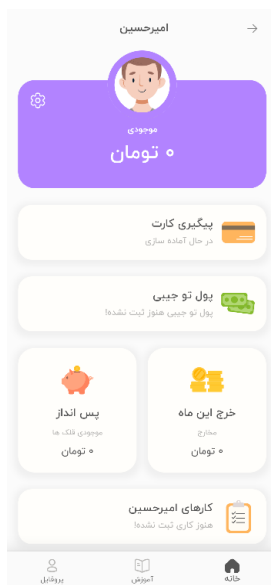 امیرحسین
موجودی
۰ تومان
پیگیری کارت
در حال آماده سازی
پول تو جیبی
پول تو جیبی هنوز ثبت نشده!
خرج این ماه
مخارج
۰ تومان
پس انداز
موجودی قلک ها
۰ تومان
کارهای امیرحسین
هنوز کاری ثبت نشده!
خانه
آموزش
پروفایل